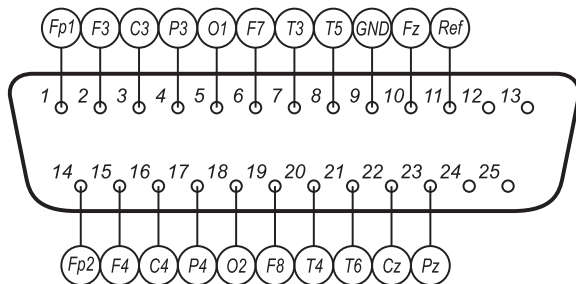 Fp1 F3 C3 P3 O1 F7 T3 T5 GND Fz Ref
1 2 3 4 5 6 7 8 9 10 11 12 13
14 15 16 17 18 19 20 21 22 23 24 25
Fp2 F4 C4 P4 O2 F8 T4 T6 Cz Pz